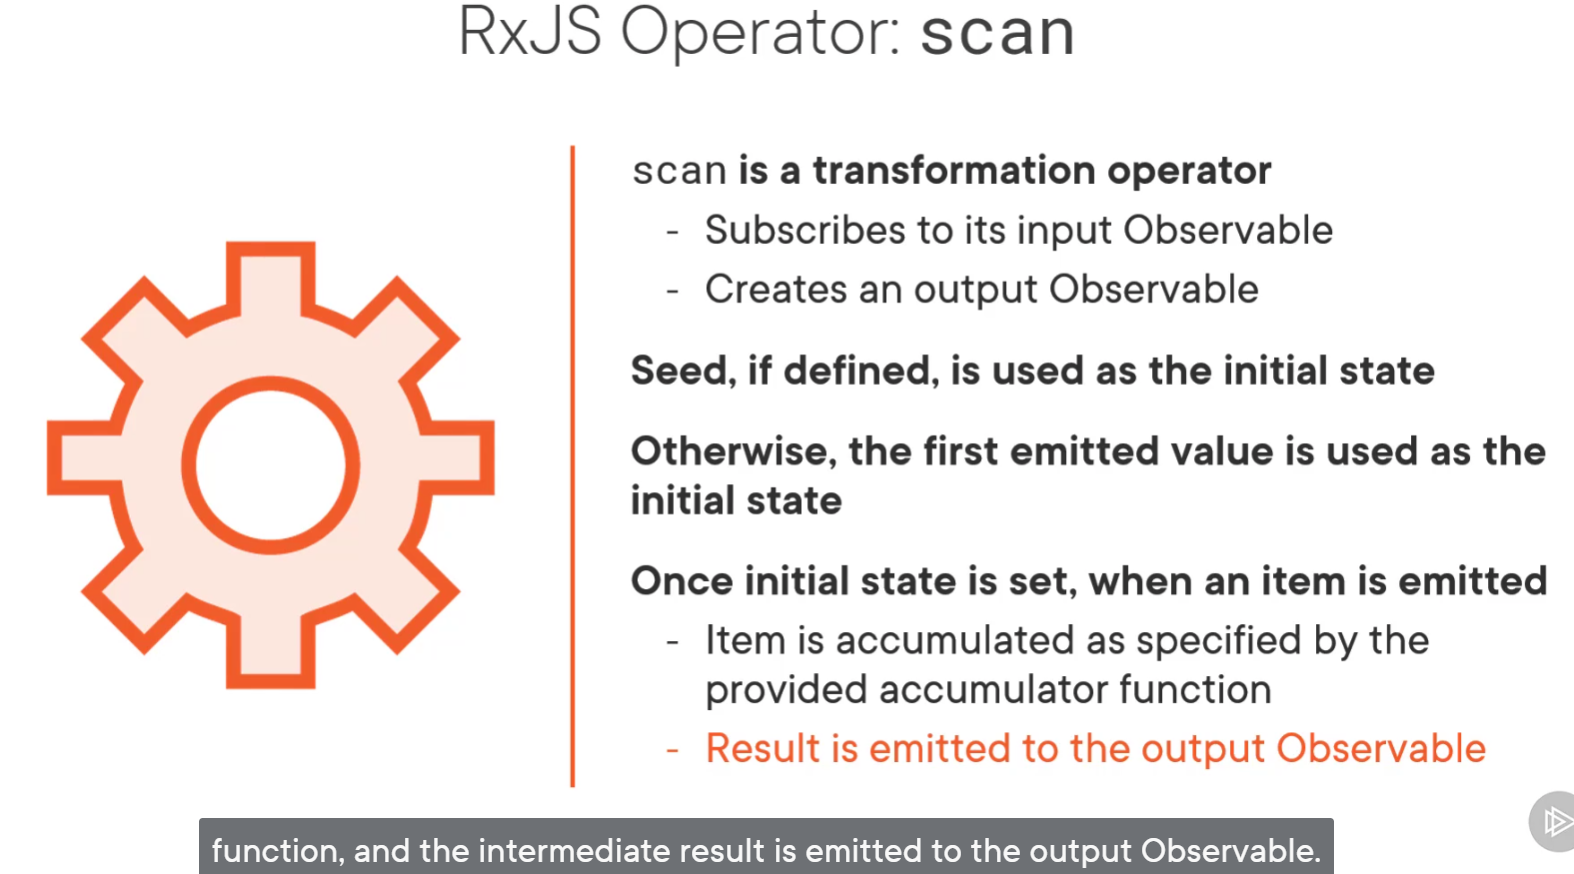 RxJS Operator: scan
scan is a transformation operator
- Subscribes to its input Observable
- Creates an output Observable
Seed, if defined, is used as the initial state
Otherwise, the first emitted value is used as the
initial state
Once initial state is set, when an item is emitted
- Item is accumulated as specified by the
provided accumulator function
- Result is emitted to the output Observable
function, and the intermediate result is emitted to the output Observable.